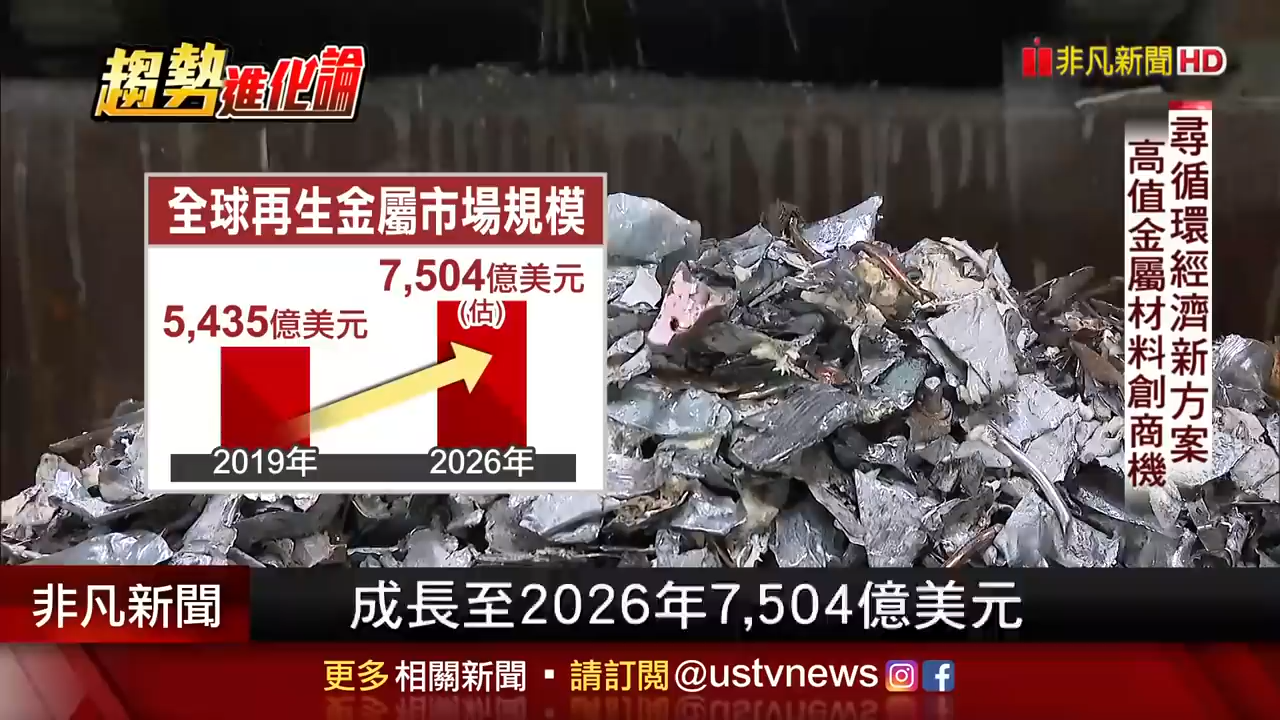 趨勢進化論
非凡新聞HD
尋循環經濟新方案
高值金屬材料創商機
全球再生金屬市場規模
7,504億美元
(估)
5,435億美元
2019年
2026年
非凡新聞
成長至2026年7,504億美元
更多相關新聞▪請訂閱@ustvnews